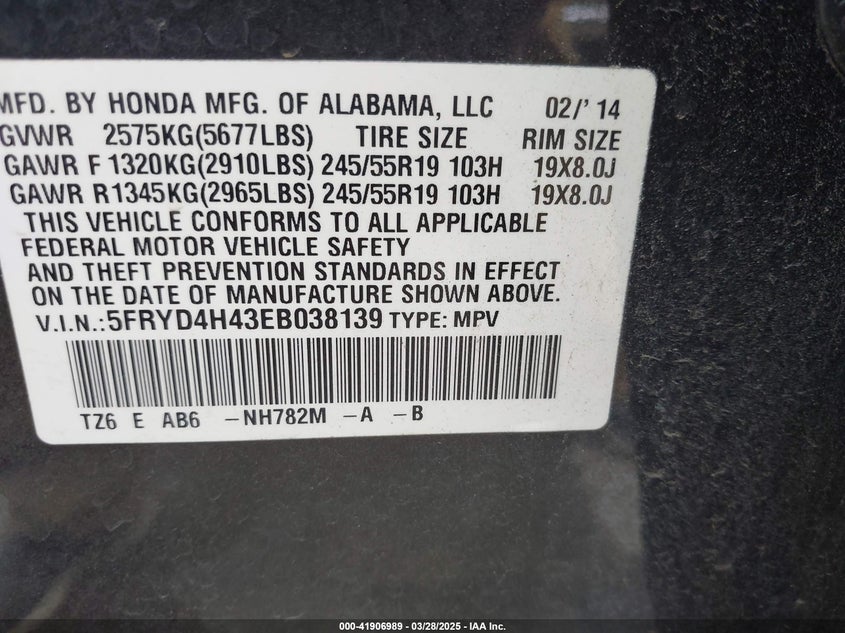 MFD. BY HONDA MFG. OF ALABAMA, LLC 02/' 14
GVWR 2575KG(5677LBS) TIRE SIZE RIM SIZE
GAWR F 1320KG(2910LBS) 245/55R19 103H 19X8.0J
GAWR R1345KG(2965LBS) 245/55R19 103H 19X8.0J
THIS VEHICLE CONFORMS TO ALL APPLICABLE
FEDERAL MOTOR VEHICLE SAFETY
AND THEFT PREVENTION STANDARDS IN EFFECT
ON THE DATE OF MANUFACTURE SHOWN ABOVE.
V.I.N.:5FRYD4H43EB038139 TYPE: MPV
TZ6 E AB6 -NH782M -A -B
000-41906989 - 03/28/2025 - IAA Inc.